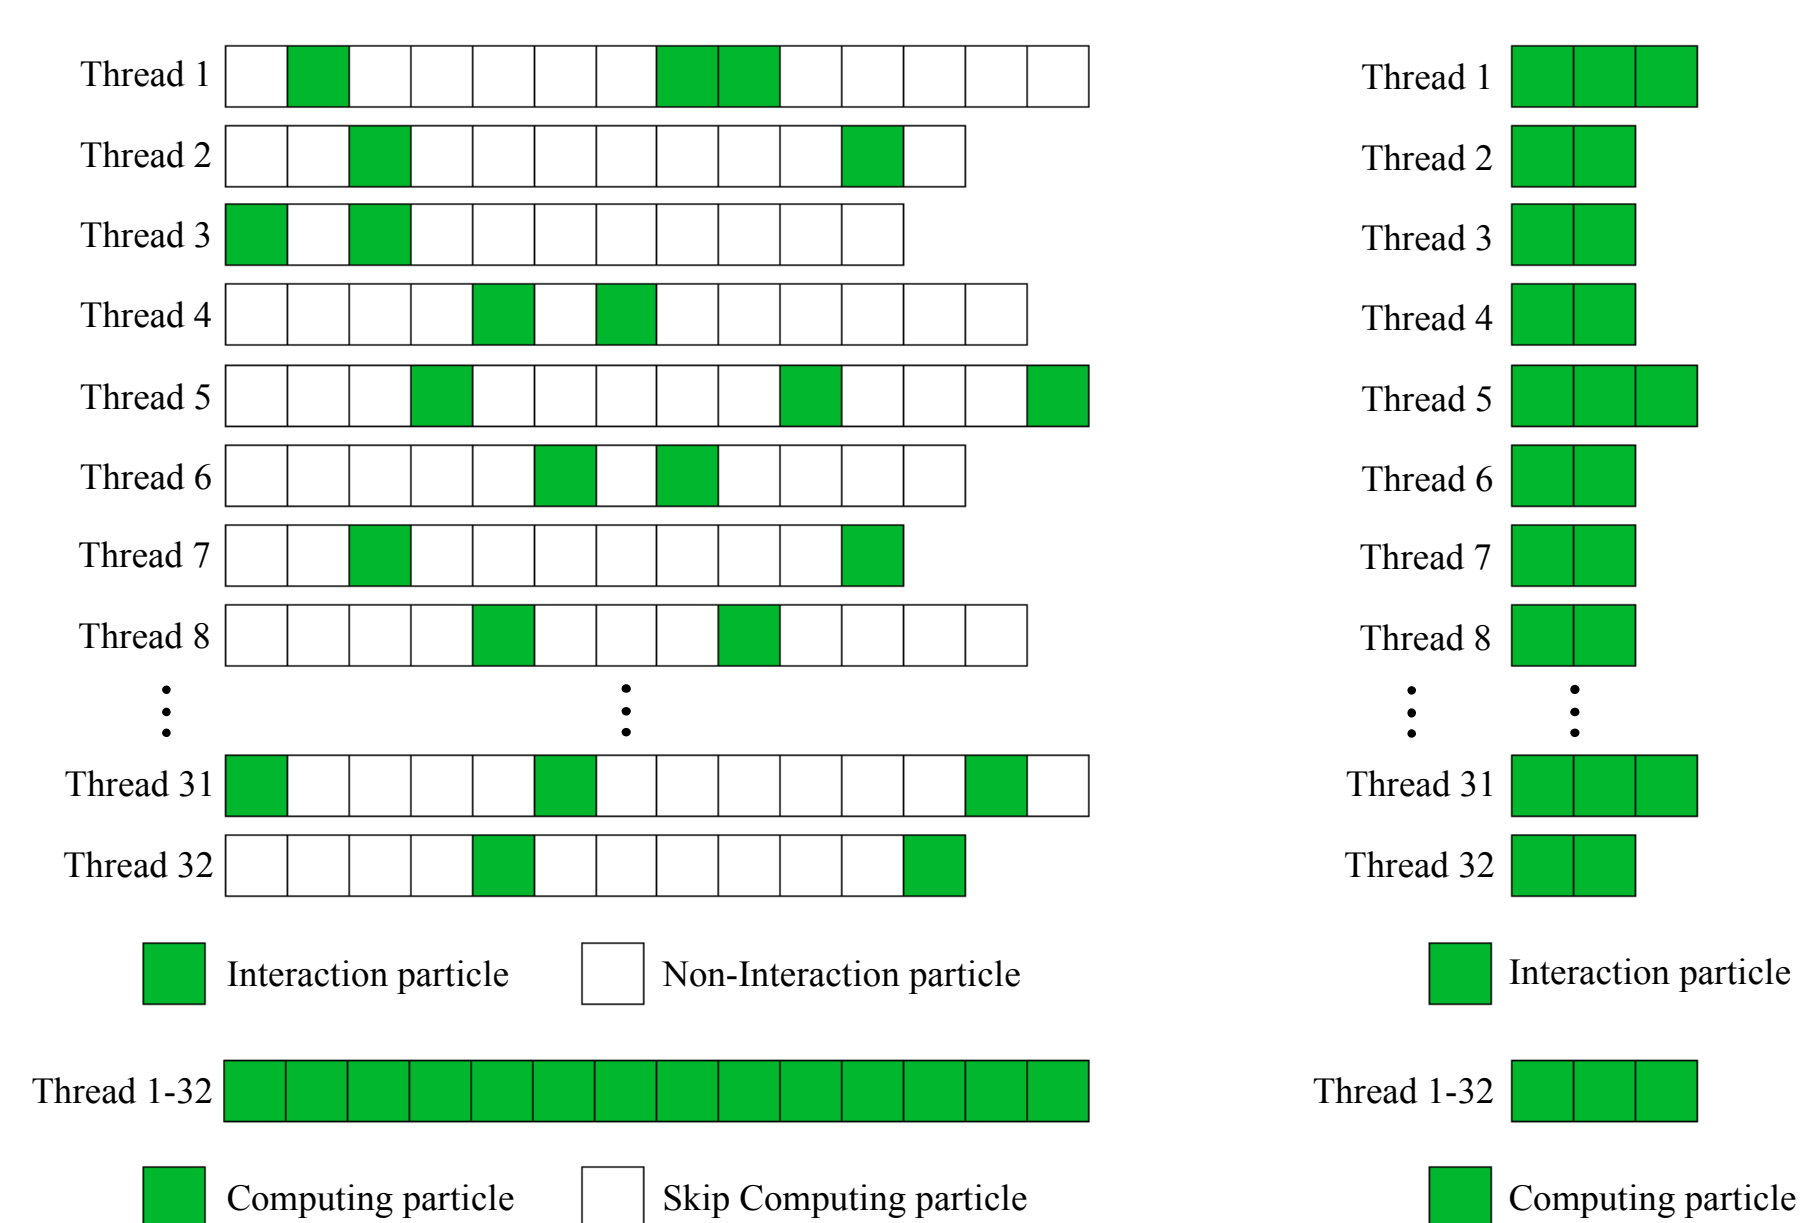 Thread 1
Thread 2
Thread 3
Thread 4
Thread 5
Thread 6
Thread 7
Thread 8
Thread 31
Thread 32
Interaction particle
Non-Interaction particle
Thread 1-32
Computing particle
Skip Computing particle
Thread 1
Thread 2
Thread 3
Thread 4
Thread 5
Thread 6
Thread 7
Thread 8
Thread 31
Thread 32
Interaction particle
Thread 1-32
Computing particle